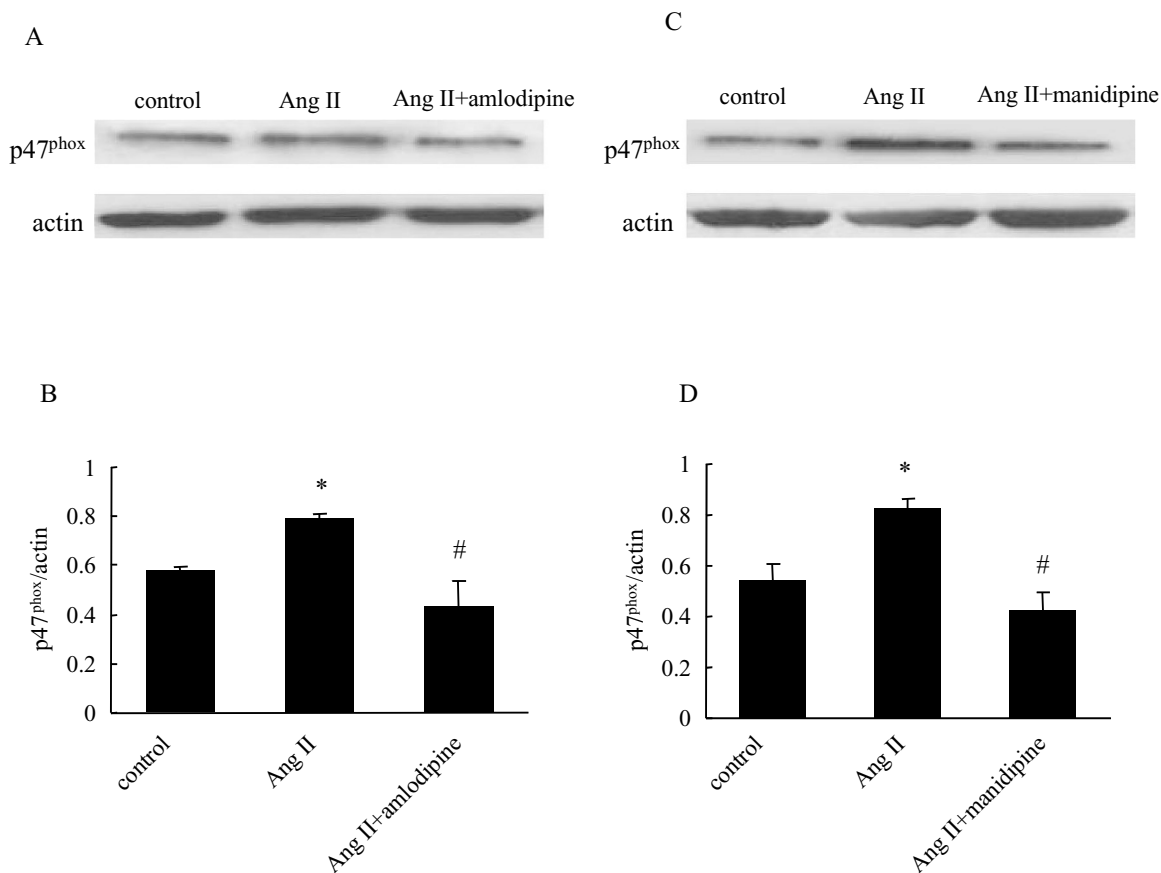 A
control Ang II Ang II+amlodipine
p47phox
actin
C
control Ang II Ang II+manidipine
p47phox
actin
B
p47phox/actin
1
0.8
0.6
0.4
0.2
0
*
#
control
Ang II
Ang II+amlodipine
D
p47phox/actin
1
0.8
0.6
0.4
0.2
0
*
#
control
Ang II
Ang II+manidipine